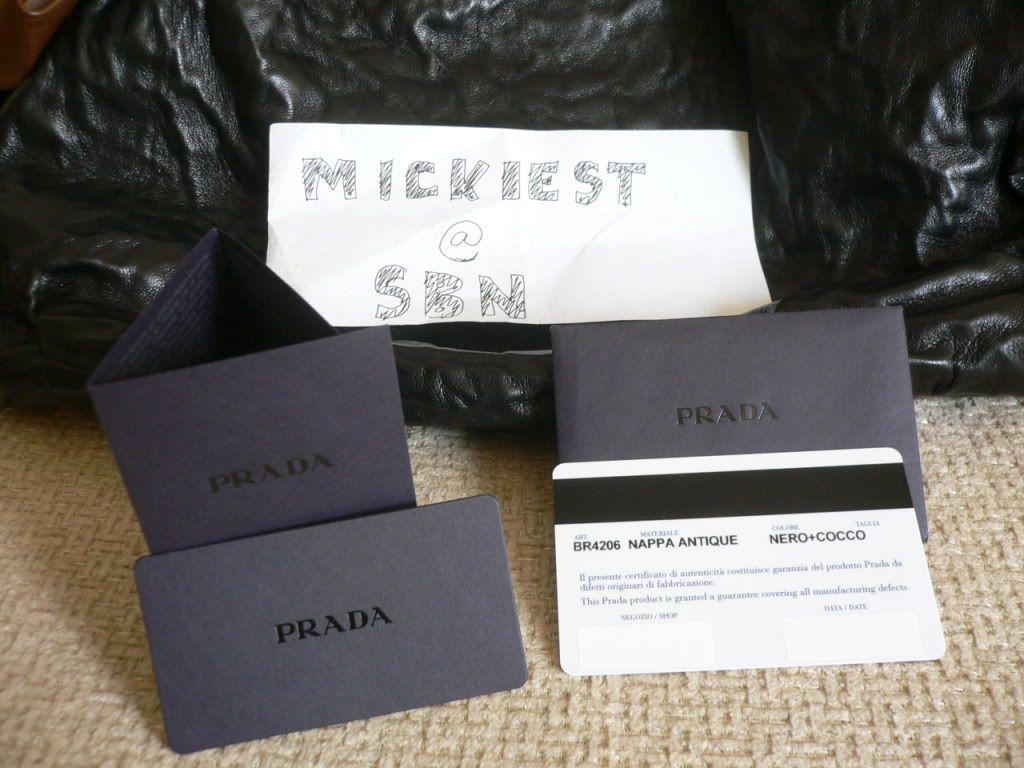 MICKIEST
@
SBN
PRADA
PRADA
PRADA
ART. MATERIALE COLORE TAGLIA
BR4206 NAPPA ANTIQUE NERO+COCCO
Il presente certificato di autenticità costituisce garanzia del prodotto Prada da
difetti originari di fabbricazione.
This Prada product is granted a guarantee covering all manufacturing defects.
NEGOZIO / SHOP DATA / DATE